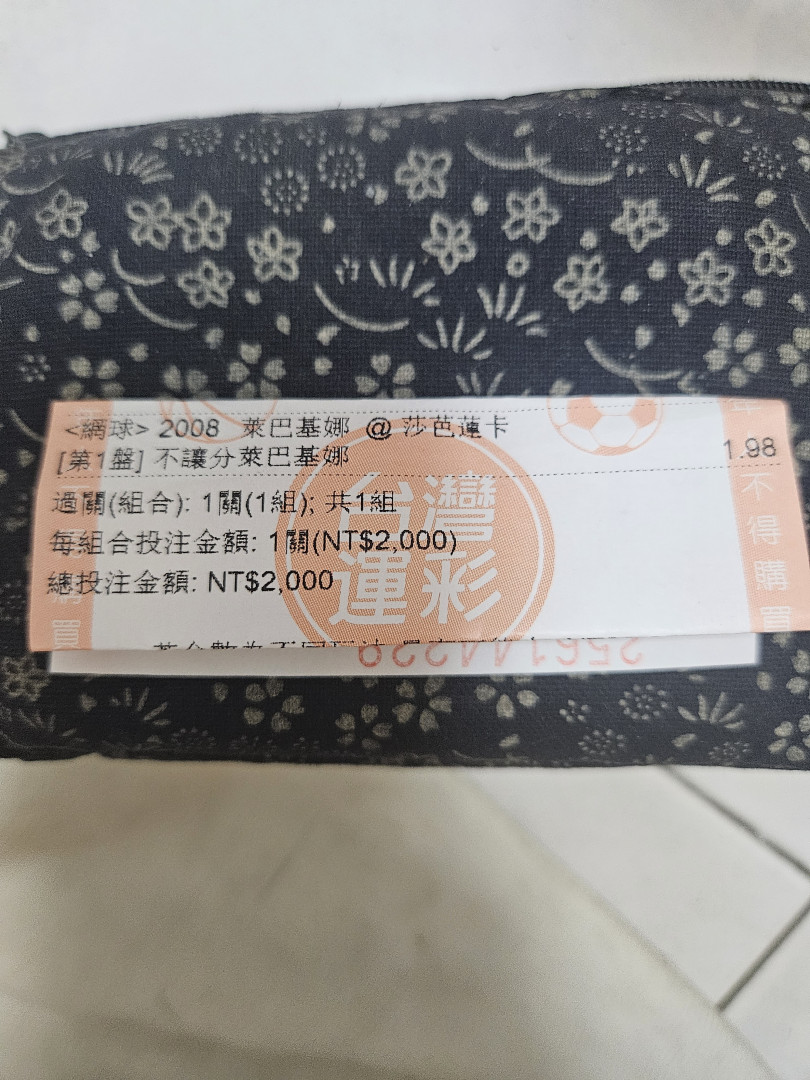 <網球> 2008 萊巴基娜 @ 莎芭蓮卡
[第1盤] 不讓分萊巴基娜 1.98
過關(組合): 1關(1組); 共1組
每組合投注金額: 1關(NT$2,000)
總投注金額: NT$2,000
台灣
運彩
不得購買
購買
25614229